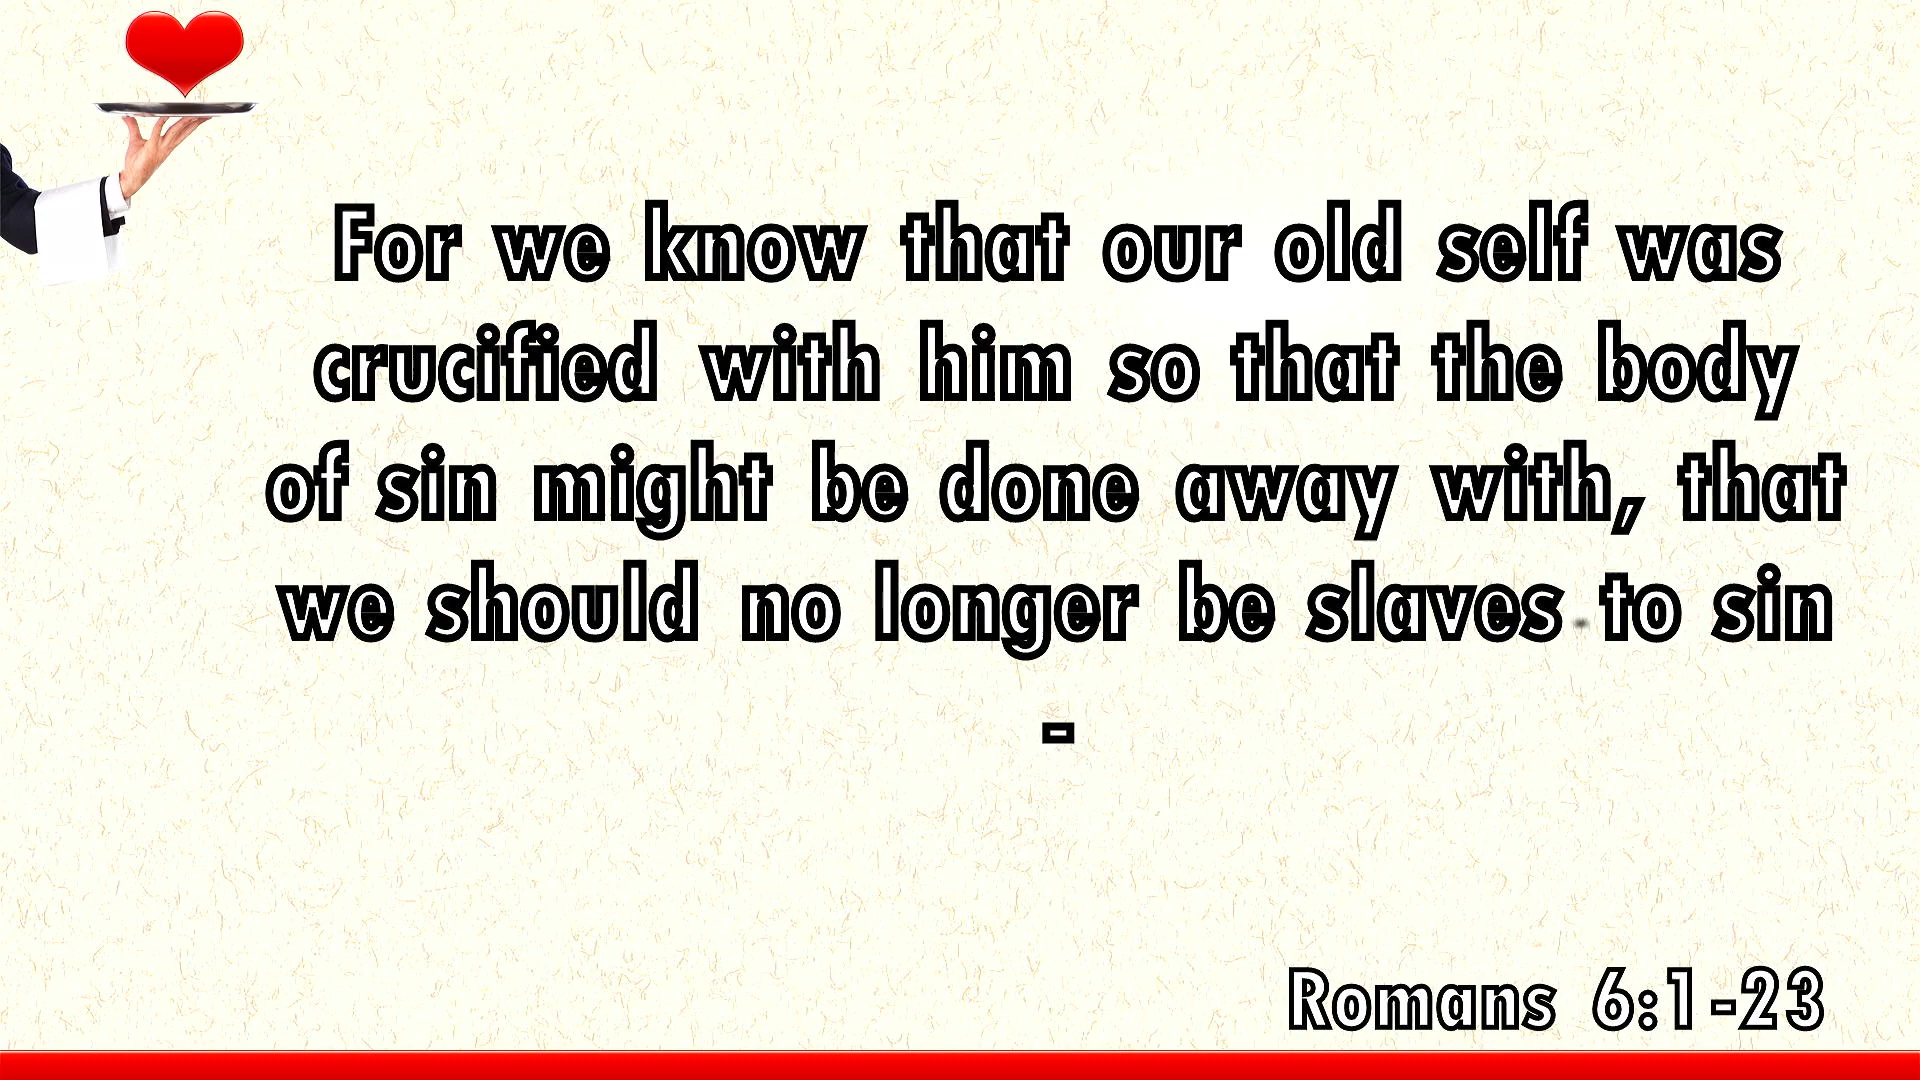 For we know that our old self was
crucified with him so that the body
of sin might be done away with, that
we should no longer be slaves to sin
-
Romans 6:1-23